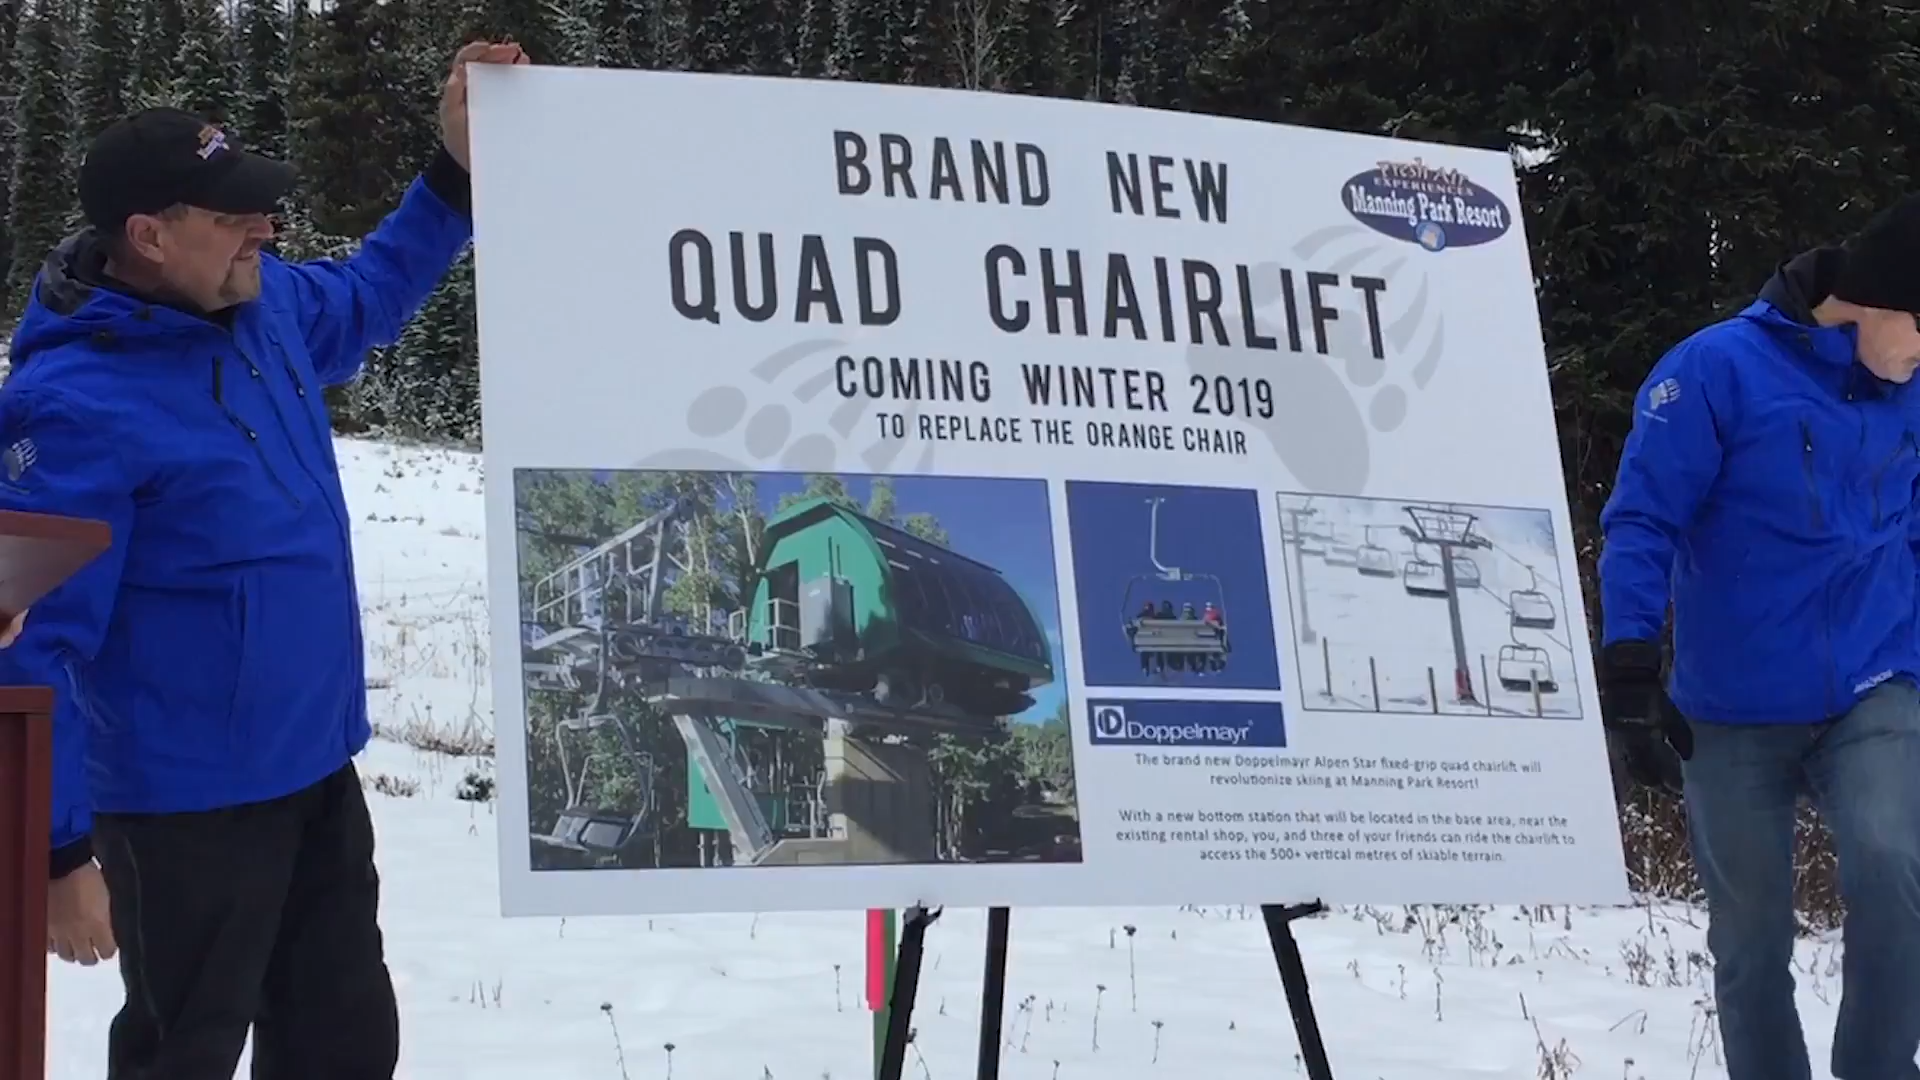 BRAND NEW
QUAD CHAIRLIFT
COMING WINTER 2019
TO REPLACE THE ORANGE CHAIR
Fresh Air
EXPERIENCES
Manning Park Resort
Doppelmayr
The brand new Doppelmayr Alpen Star fixed-grip quad chairlift will
revolutionize skiing at Manning Park Resort!
With a new bottom station that will be located in the base area, near the
existing rental shop, you, and three of your friends can ride the chairlift to
access the 500+ vertical metres of skiable terrain.